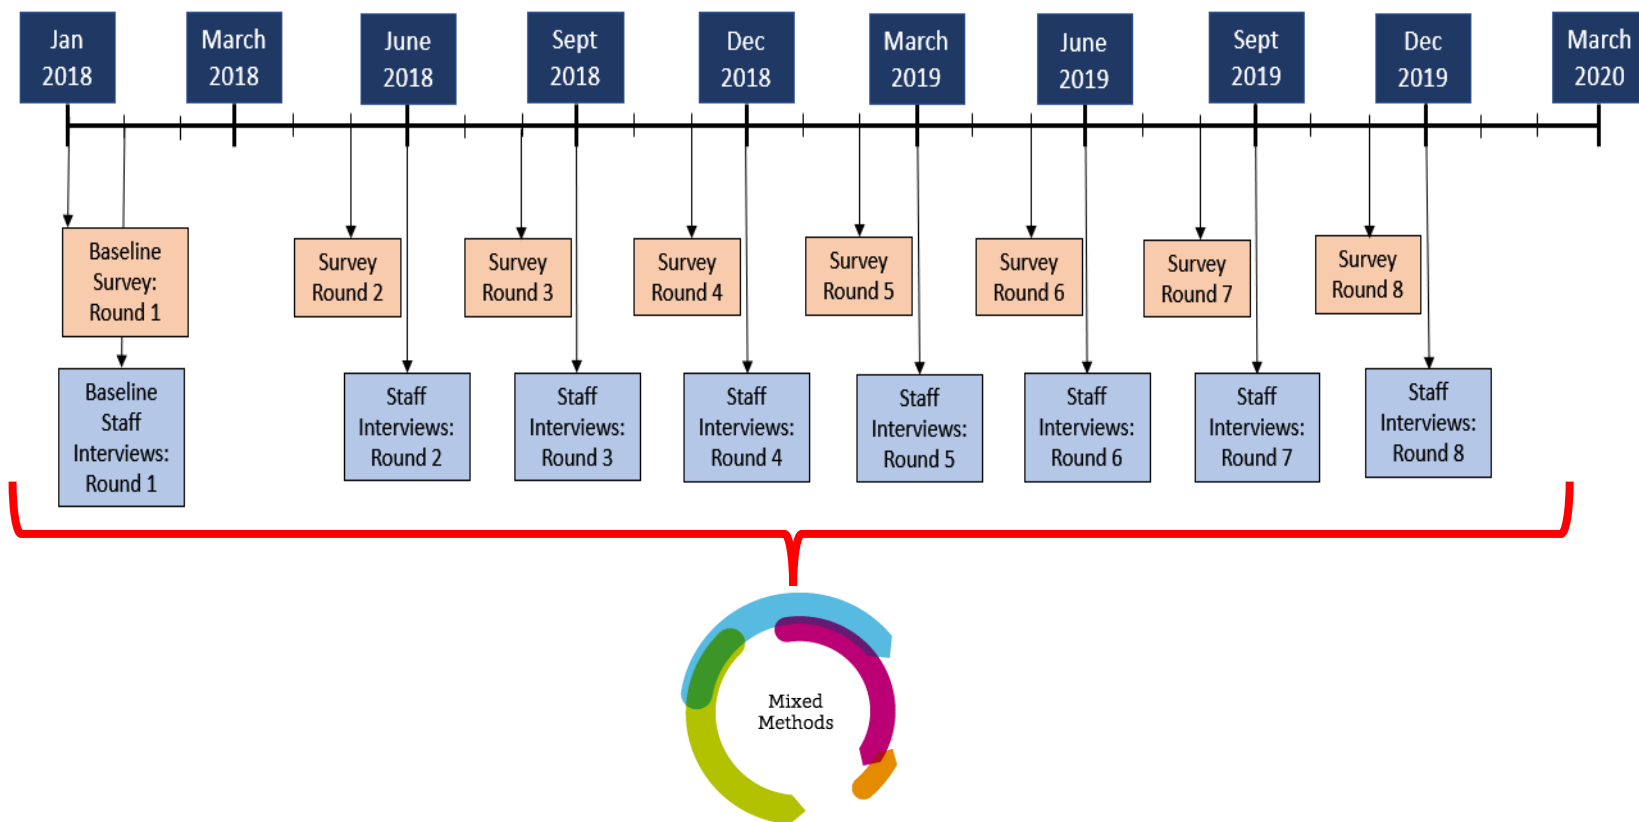 Jan
2018
March
2018
June
2018
Sept
2018
Dec
2018
March
2019
June
2019
Sept
2019
Dec
2019
March
2020
Baseline
Survey:
Round 1
Survey
Round 2
Survey
Round 3
Survey
Round 4
Survey
Round 5
Survey
Round 6
Survey
Round 7
Survey
Round 8
Baseline
Staff
Interviews:
Round 1
Staff
Interviews:
Round 2
Staff
Interviews:
Round 3
Staff
Interviews:
Round 4
Staff
Interviews:
Round 5
Staff
Interviews:
Round 6
Staff
Interviews:
Round 7
Staff
Interviews:
Round 8
Mixed
Methods